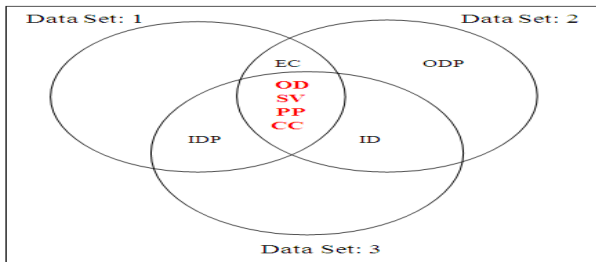 Data Set: 1
Data Set: 2
EC
ODP
OD
SV
PP
CC
IDP
ID
Data Set: 3